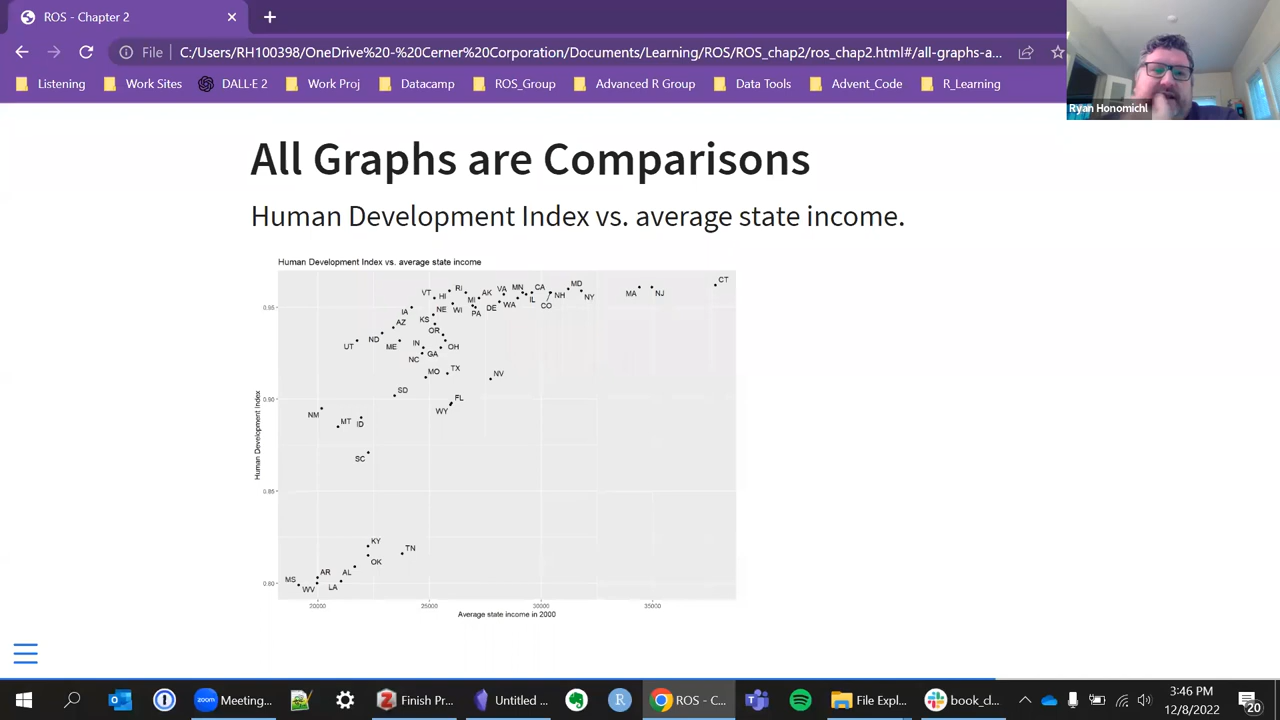 ROS - Chapter 2
File C:/Users/RH100398/OneDrive%20-%20Cerner%20Corporation/Documents/Learning/ROS/ROS_chap2/ros_chap2.html#/all-graphs-a...
Listening Work Sites DALL·E 2 Work Proj Datacamp ROS_Group Advanced R Group Data Tools Advent_Code R_Learning
Ryan Honomichl
All Graphs are Comparisons
Human Development Index vs. average state income.
Human Development Index vs. average state income
CT
VT HI RI MI AK VA MN CA MD
IL NH NY MA NJ
IA NE WI PA DE WA CO
AZ KS OR
UT ND ME IN OH
NC GA
MO TX NV
SD
FL
WY
NM MT ID
SC
KY
TN
OK
MS AR AL
WV LA
0.95
0.90
0.85
0.80
Human Development Index
20000 25000 30000 35000
Average state income in 2000
zoom Meeting... Finish Pr... Untitled ... R ROS - C... File Expl... book_d...
3:46 PM
12/8/2022
20